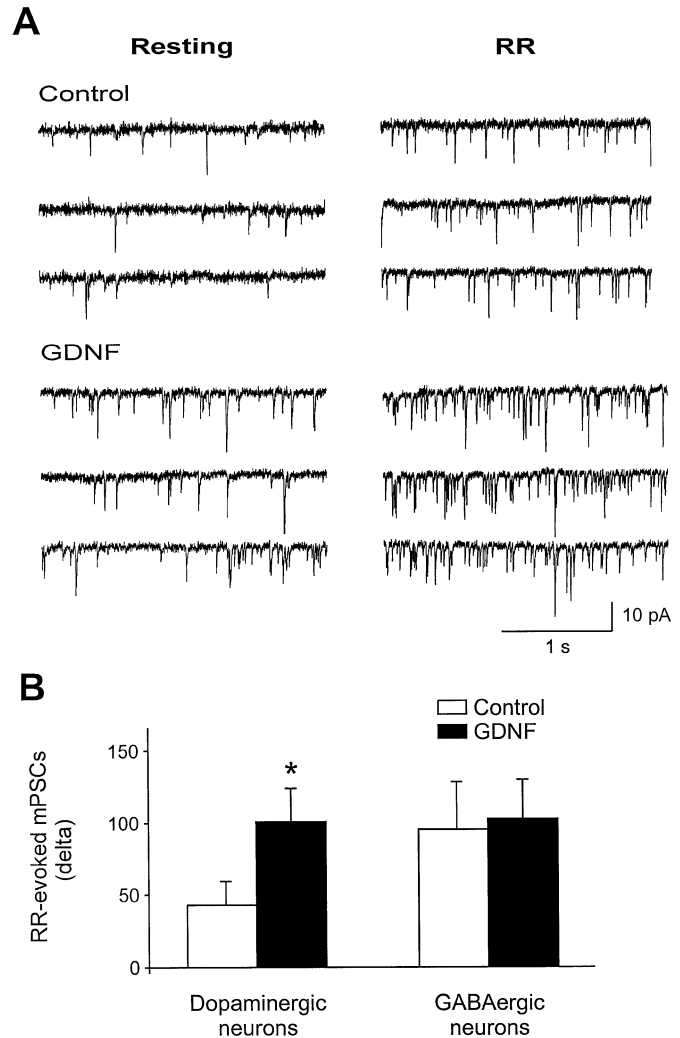 A
Resting RR
Control
GDNF
10 pA
1 s
B
Control
GDNF
RR-evoked mPSCs
(delta)
150
100
50
0
*
Dopaminergic
neurons
GABAergic
neurons